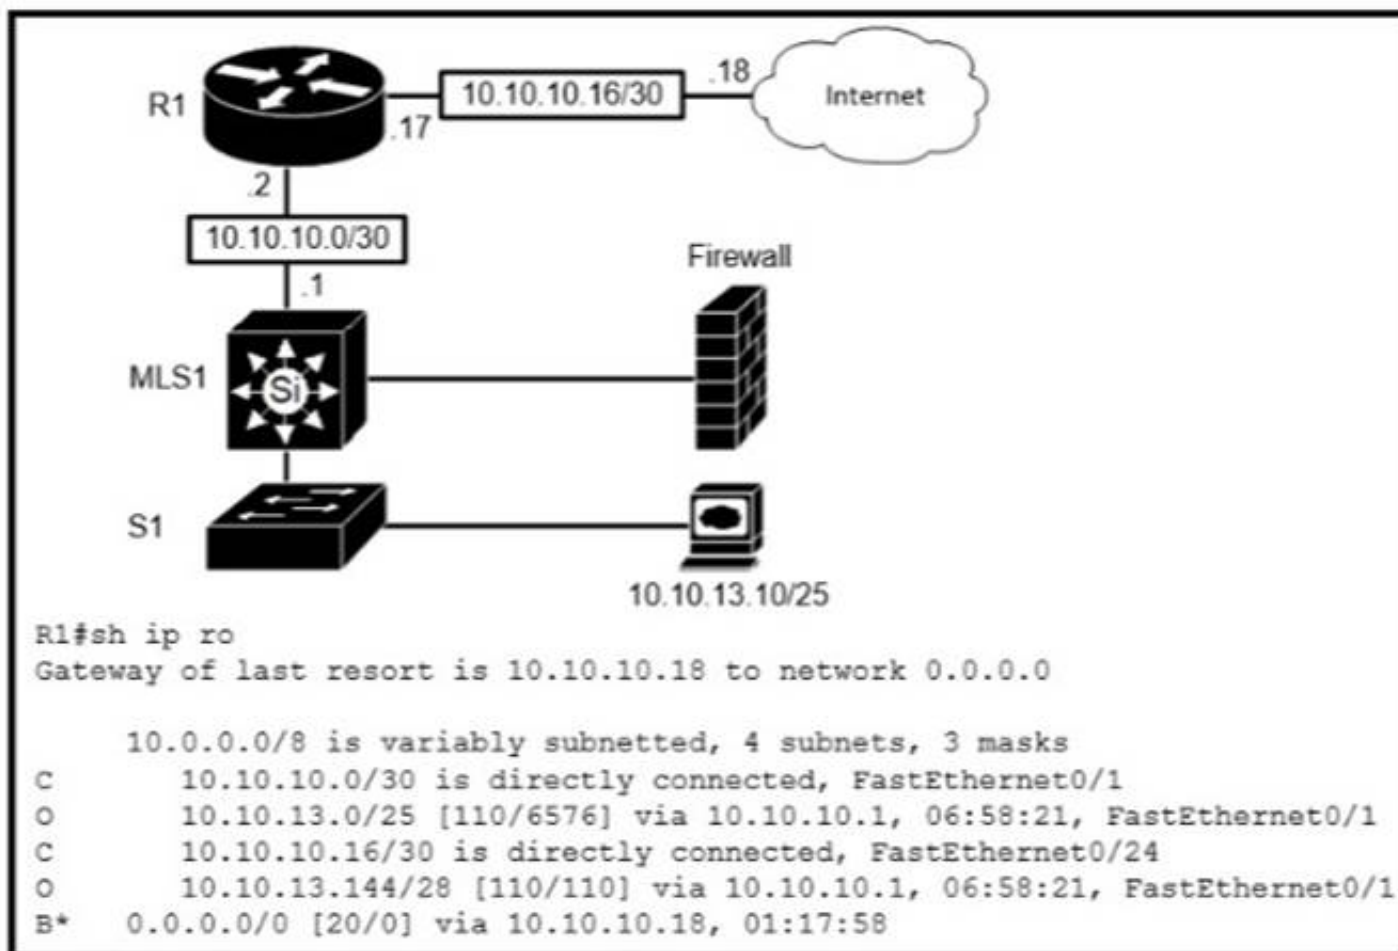 .18
10.10.10.16/30
Internet
R1
.17
.2
10.10.10.0/30
.1
Firewall
MLS1
Si
S1
10.10.13.10/25
R1#sh ip ro
Gateway of last resort is 10.10.10.18 to network 0.0.0.0
10.0.0.0/8 is variably subnetted, 4 subnets, 3 masks
C 10.10.10.0/30 is directly connected, FastEthernet0/1
O 10.10.13.0/25 [110/6576] via 10.10.10.1, 06:58:21, FastEthernet0/1
C 10.10.10.16/30 is directly connected, FastEthernet0/24
O 10.10.13.144/28 [110/110] via 10.10.10.1, 06:58:21, FastEthernet0/1
B* 0.0.0.0/0 [20/0] via 10.10.10.18, 01:17:58